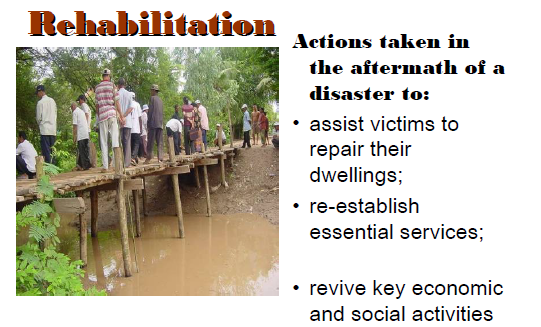 Rehabilitation
Actions taken in
the aftermath of a
disaster to:
• assist victims to
repair their
dwellings;
• re-establish
essential services;
• revive key economic
and social activities